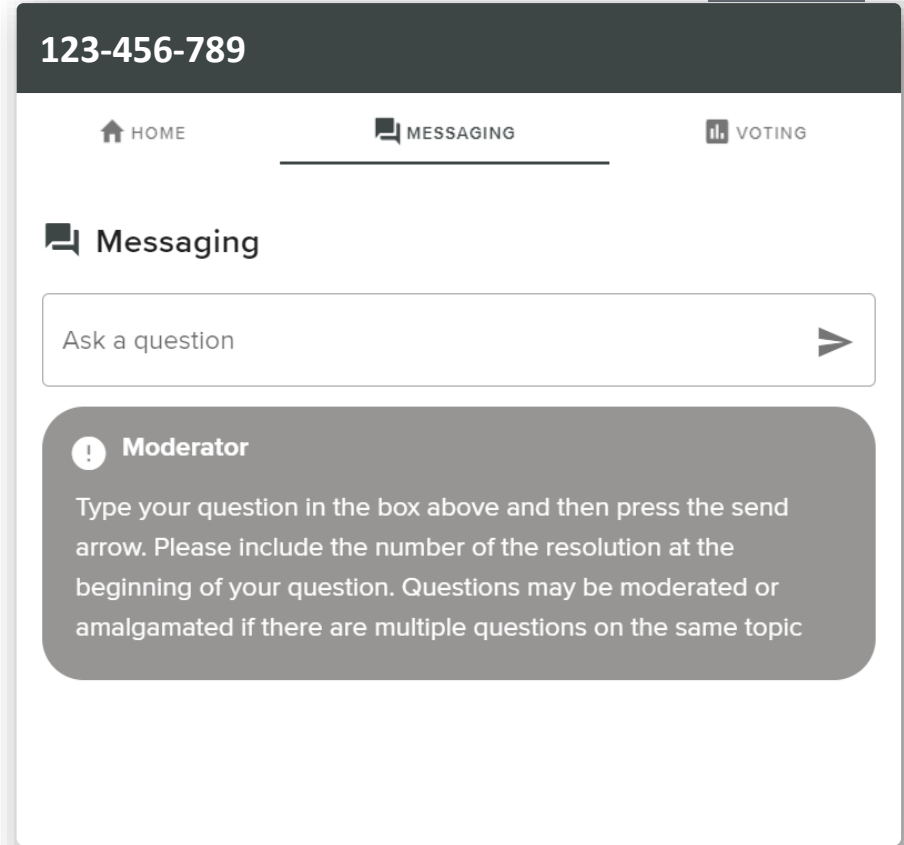 123-456-789
HOME MESSAGING VOTING
Messaging
Ask a question
Moderator
Type your question in the box above and then press the send
arrow. Please include the number of the resolution at the
beginning of your question. Questions may be moderated or
amalgamated if there are multiple questions on the same topic